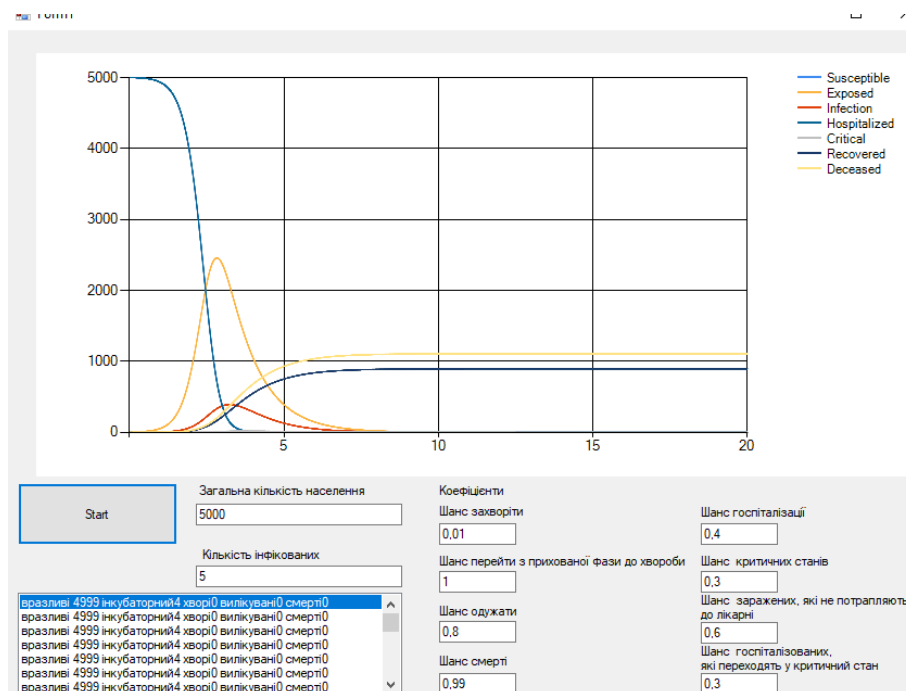 5000
4000
3000
2000
1000
0
5
10
15
20
Susceptible
Exposed
Infection
Hospitalized
Critical
Recovered
Deceased
Start
Загальна кількість населення
5000
Кількість інфікованих
5
вразливі 4999 інкубаторний4 хворі0 вилікувані0 смерті0
вразливі 4999 інкубаторний4 хворі0 вилікувані0 смерті0
вразливі 4999 інкубаторний4 хворі0 вилікувані0 смерті0
вразливі 4999 інкубаторний4 хворі0 вилікувані0 смерті0
вразливі 4999 інкубаторний4 хворі0 вилікувані0 смерті0
вразливі 4999 інкубаторний4 хворі0 вилікувані0 смерті0
вразливі 4999 інкубаторний4 хворі0 вилікувані0 смерті0
Коефіцієнти
Шанс захворіти
0,01
Шанс перейти з прихованої фази до хвороби
1
Шанс одужати
0,8
Шанс смерті
0,99
Шанс госпіталізації
0,4
Шанс критичних станів
0,3
Шанс заражених, які не потрапляють
до лікарні
0,6
Шанс госпіталізованих,
які переходять у критичний стан
0,3